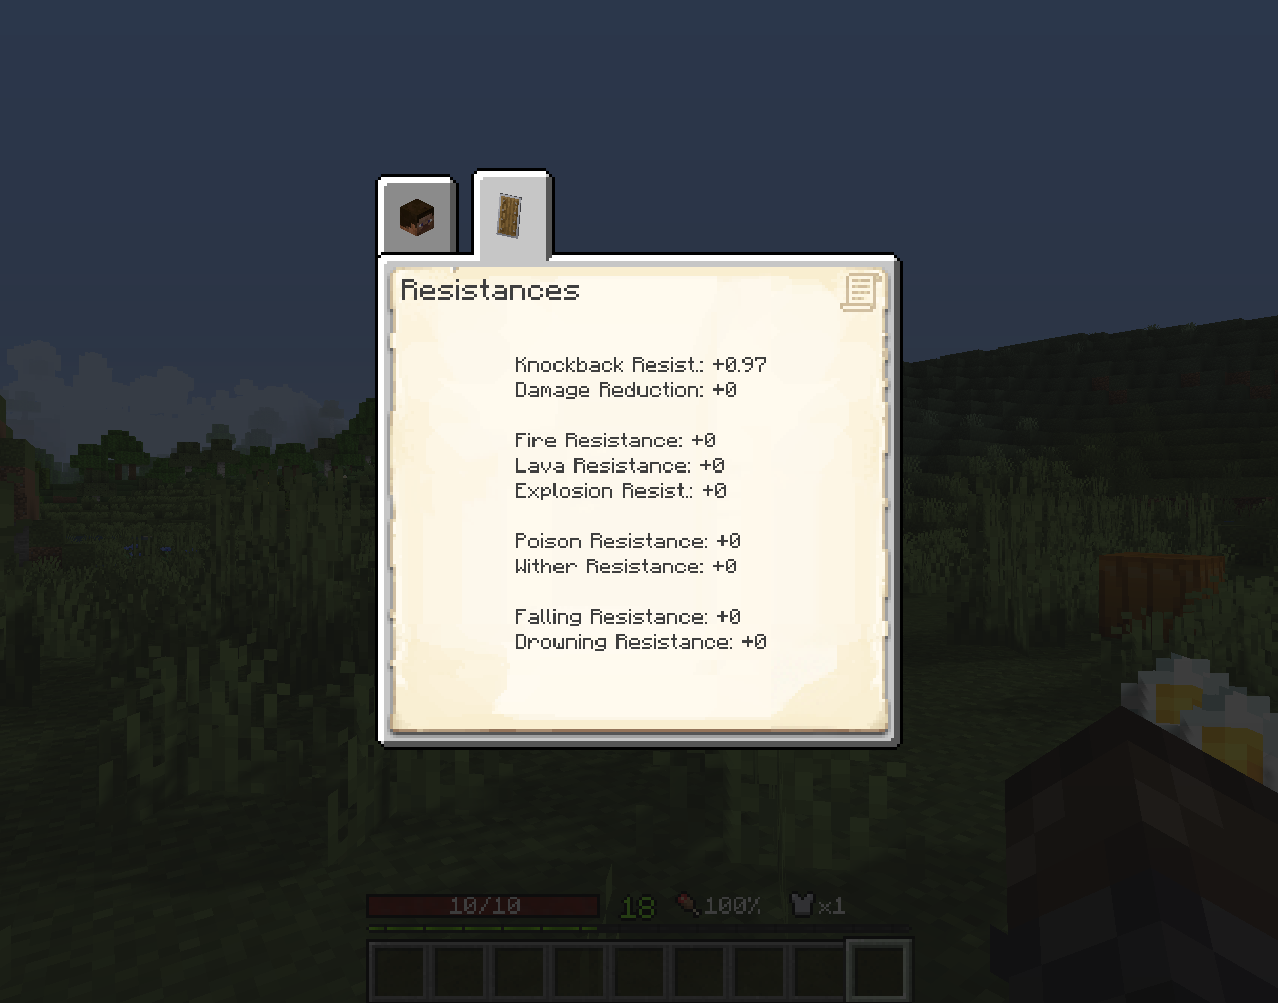 Resistances
Knockback Resist.: +0.97
Damage Reduction: +0
Fire Resistance: +0
Lava Resistance: +0
Explosion Resist.: +0
Poison Resistance: +0
Wither Resistance: +0
Falling Resistance: +0
Drowning Resistance: +0
10/10 18 100% x1